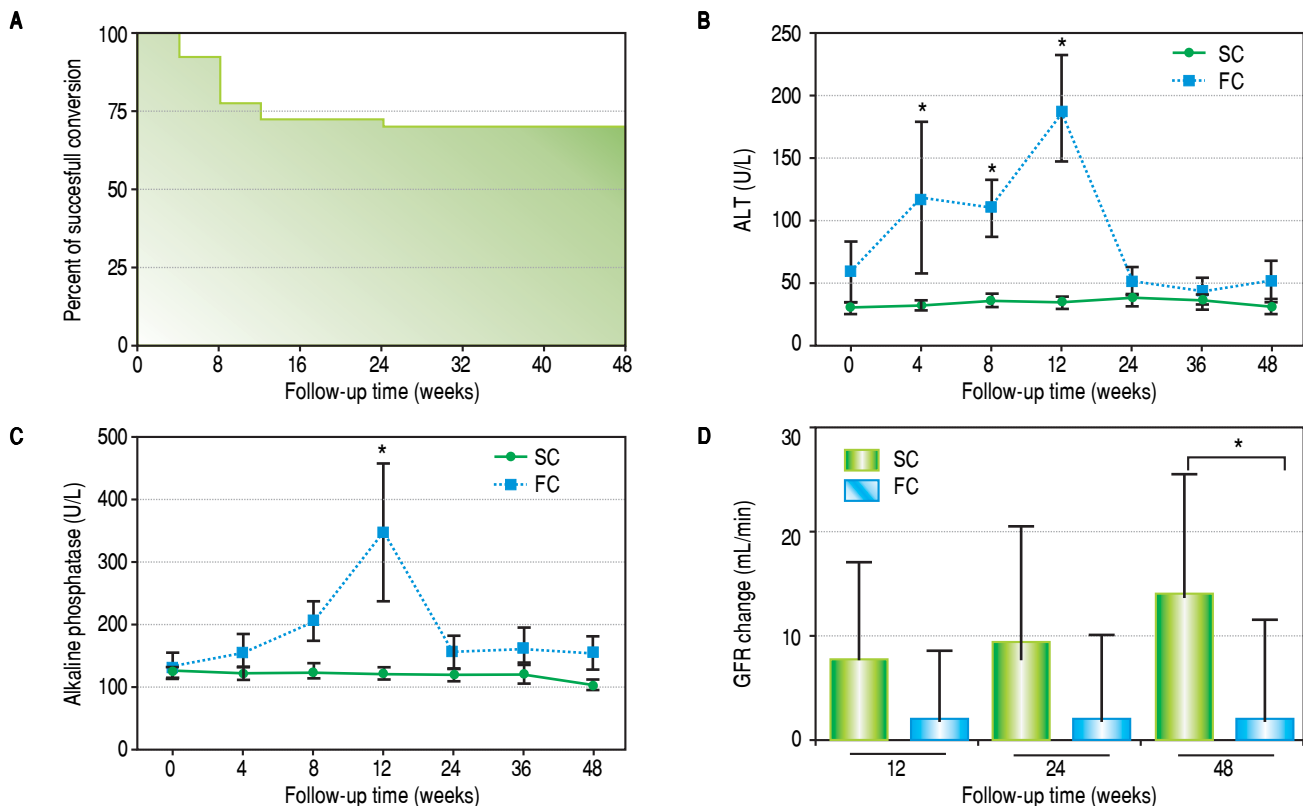 A
Percent of succesfull conversion
100
75
50
25
0
0 8 16 24 32 40 48
Follow-up time (weeks)
B
ALT (U/L)
250
200
150
100
50
0
SC
FC
* * *
0 4 8 12 24 36 48
Follow-up time (weeks)
C
Alkaline phosphatase (U/L)
500
400
300
200
100
0
SC
FC
*
0 4 8 12 24 36 48
Follow-up time (weeks)
D
GFR change (mL/min)
30
20
10
0
SC
FC
*
12 24 48
Follow-up time (weeks)